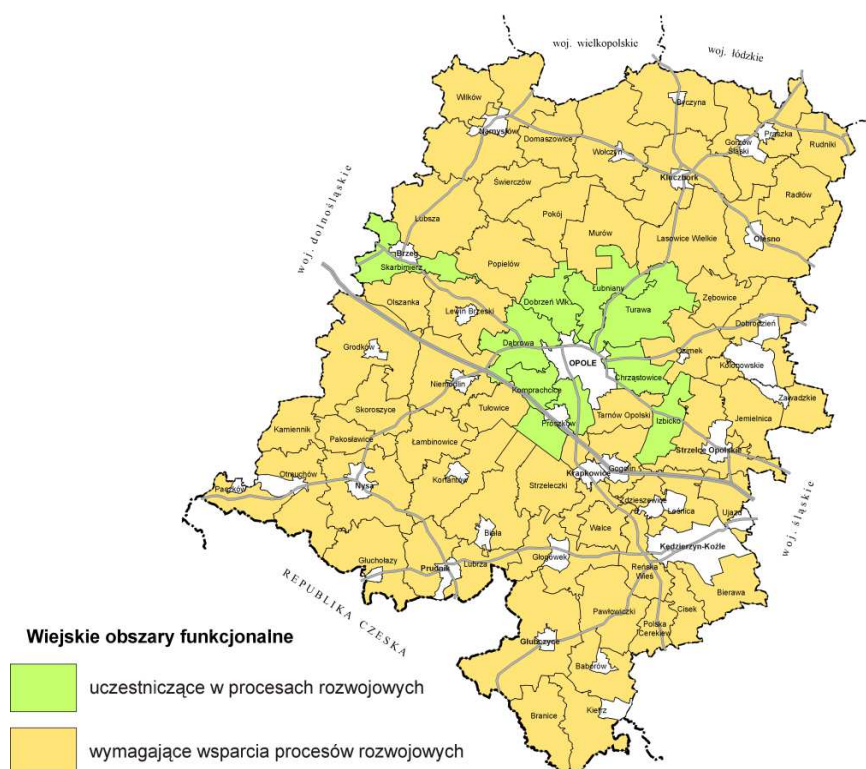 woj. wielkopolskie
woj. łódzkie
Wilków
Byczyna
Namysłów
Domaszowice
Praszka
Gorzów
Śląski
Rudniki
Wołczyn
Kluczbork
Świerczów
Radłów
woj. dolnośląskie
Lubsza
Pokój
Murów
Lasowice Wielkie
Olesno
Brzeg
Skarbimierz
Popielów
Łubniany
Zębowice
Olszanka
Dobrzeń Wlk.
Turawa
Lewin Brzeski
Dobrodzień
Grodków
Dąbrowa
OPOLE
Ozimek
Kolonowskie
Chrząstowice
Niemodlin
Komprachcice
Zawadzkie
Skoroszyce
Tułowice
Prószków
Tarnów Opolski
Izbicko
Jemielnica
Kamiennik
Pakosławice
Łambinowice
Strzelce Opolskie
Otmuchów
Krapkowice
Gogolin
Paczków
Nysa
Korfantów
Strzeleczki
Zdzieszowice
Leśnica
Ujazd
woj. śląskie
Biała
Walce
Kędzierzyn-Koźle
Głuchołazy
Prudnik
Lubrza
Głogówek
Reńska
Wieś
Bierawa
REPUBLIKA CZESKA
Pawłowiczki
Cisek
Polska
Cerekiew
Głubczyce
Baborów
Kietrz
Branice
Wiejskie obszary funkcjonalne
uczestniczące w procesach rozwojowych
wymagające wsparcia procesów rozwojowych